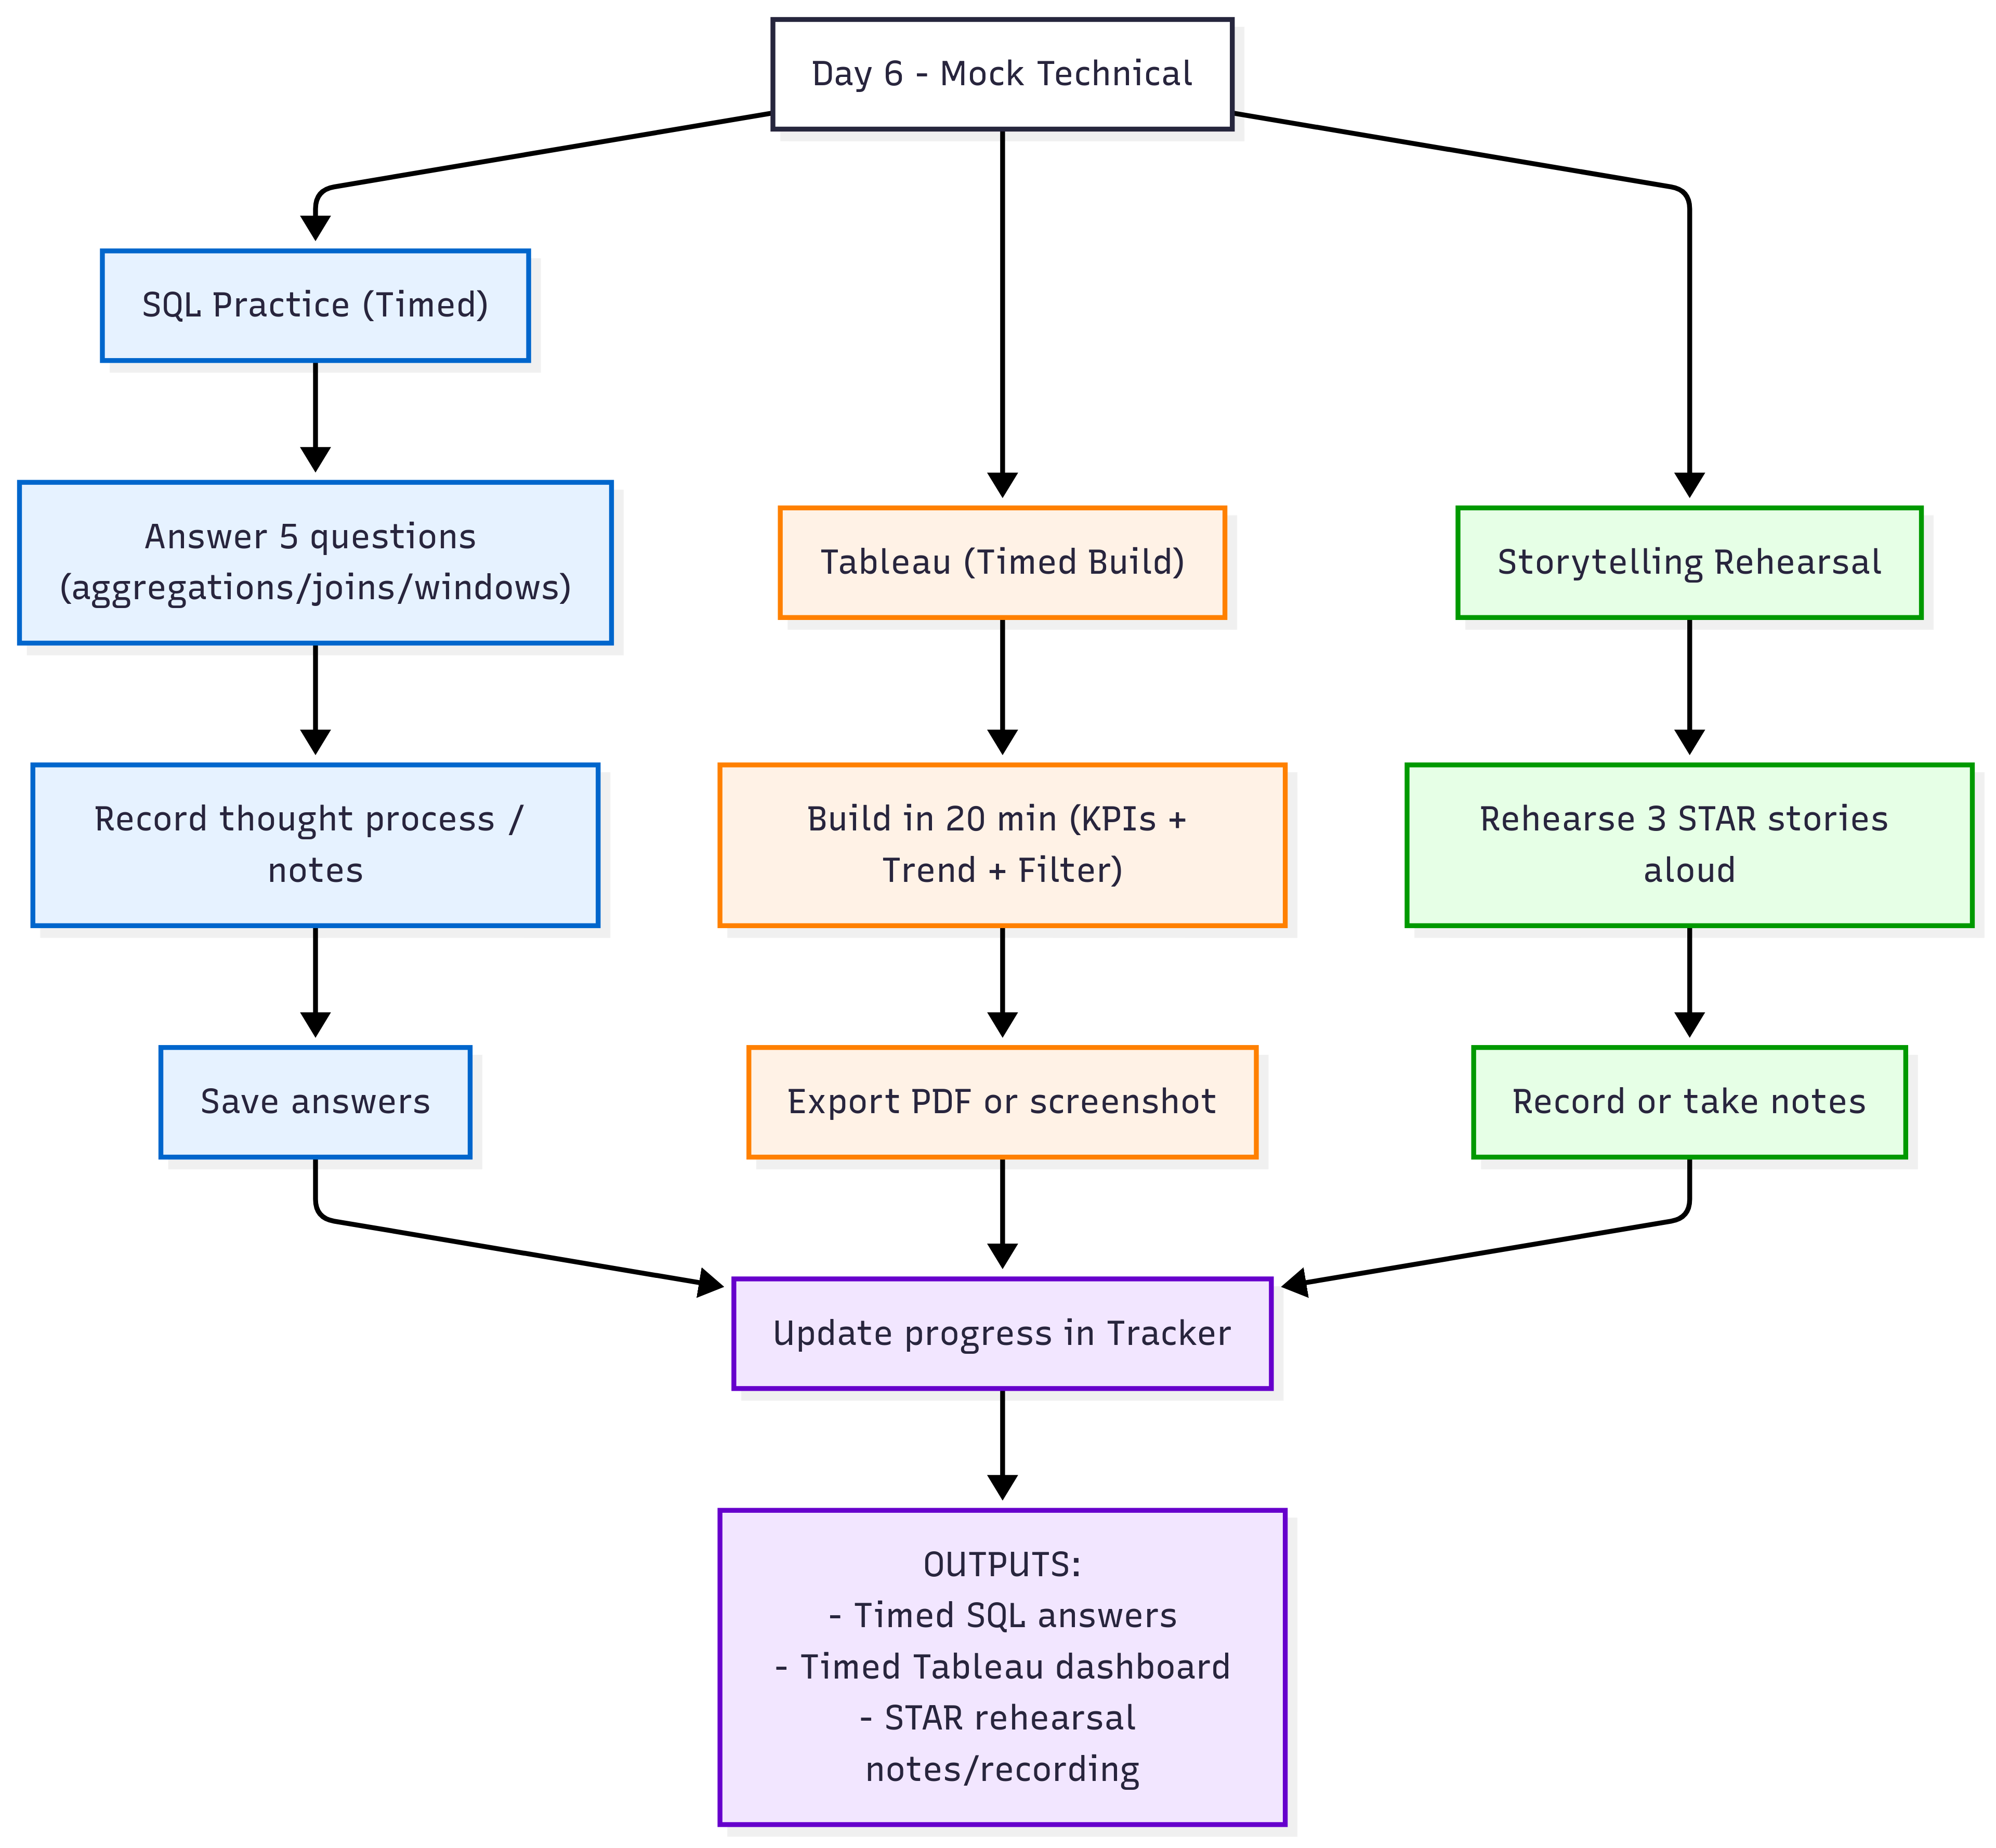 Day 6 - Mock Technical
SQL Practice (Timed)
Answer 5 questions
(aggregations/joins/windows)
Record thought process /
notes
Save answers
Tableau (Timed Build)
Build in 20 min (KPIs +
Trend + Filter)
Export PDF or screenshot
Storytelling Rehearsal
Rehearse 3 STAR stories
aloud
Record or take notes
Update progress in Tracker
OUTPUTS:
- Timed SQL answers
- Timed Tableau dashboard
- STAR rehearsal
notes/recording